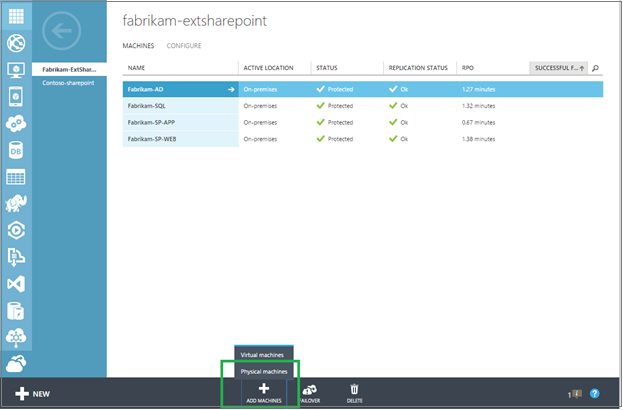 fabrikam-extsharepoint
MACHINES CONFIGURE
Fabrikam-ExtShar...
Contoso-sharepoint
NAME ACTIVE LOCATION STATUS REPLICATION STATUS RPO SUCCESSFUL F...
Fabrikam-AD On-premises Protected Ok 1.27 minutes
Fabrikam-SQL On-premises Protected Ok 1.32 minutes
Fabrikam-SP-APP On-premises Protected Ok 0.67 minutes
Fabrikam-SP-WEB On-premises Protected Ok 1.38 minutes
DB
Virtual machines
Physical machines
NEW ADD MACHINES AILOVER DELETE 1 ?